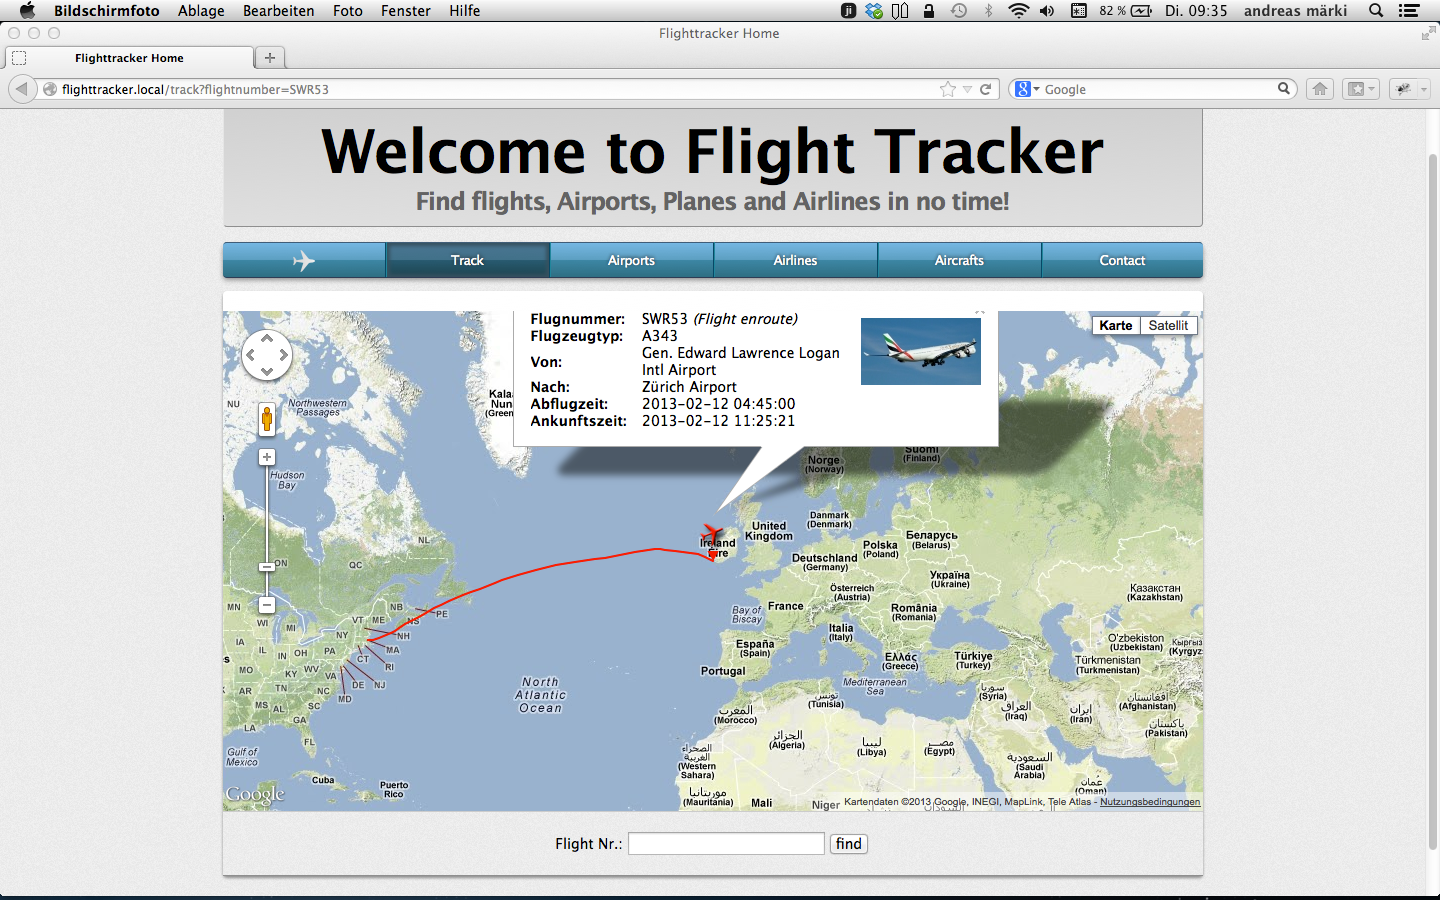 Bildschirmfoto Ablage Bearbeiten Foto Fenster Hilfe 82 % Di. 09:35 andreas märki
Flighttracker Home
Flighttracker Home
flighttracker.local/track?flightnumber=SWR53 Google
Welcome to Flight Tracker
Find flights, Airports, Planes and Airlines in no time!
Track Airports Airlines Aircrafts Contact
Flugnummer: SWR53 (Flight enroute)
Flugzeugtyp: A343
Von: Gen. Edward Lawrence Logan
Intl Airport
Nach: Zürich Airport
Abflugzeit: 2013-02-12 04:45:00
Ankunftszeit: 2013-02-12 11:25:21
Karte Satellit
NU
Northwestern
Passages
Kala
Nun
(Green
Hudson
Bay
Norge
(Norway)
Suomi
(Finland)
United
Kingdom
Danmark
(Denmark)
Ireland
Éire
Polska
(Poland)
Беларусь
(Belarus)
Deutschland
(Germany)
Україна
(Ukraine)
Österreich
(Austria)
Қазақстан
(Kazakhstan)
France
România
(Romania)
Bay of
Biscay
Italia
(Italy)
España
(Spain)
Ελλάς
(Greece)
Türkiye
(Turkey)
O'zbekiston
(Uzbekistan)
Кыргыз
(Kyrgyz
Türkmenistan
(Turkmenistan)
Portugal
Mediterranean
Sea
تونس
(Tunisia)
سوريا
(Syria)
العراق
(Iraq)
ایران
(Iran)
افغانستان
(Afghanistan)
پاکستان
(Pakistan)
المغرب
(Morocco)
الجزائر
(Algeria)
ليبيا
(Libya)
مصر
(Egypt)
الصحراء
الغربية
(Western
Sahara)
السعودية
(Saudi
Arabia)
عمان
(Oman)
موريتانيا
(Mauritania)
Mali
Niger
السودان
NL
ON
QC
MN
WI
MI
VT
ME
NB
PE
NS
NY
NH
MA
IA
IL
IN
OH
PA
CT
RI
MO
KY
WV
VA
DE
NJ
MD
AR
TN
NC
MS
AL
SC
GA
LA
FL
North
Atlantic
Ocean
Gulf of
Mexico
Cuba
Puerto
Rico
Google
Kartendaten ©2013 Google, INEGI, MapLink, Tele Atlas - Nutzungsbedingungen
Flight Nr.: find